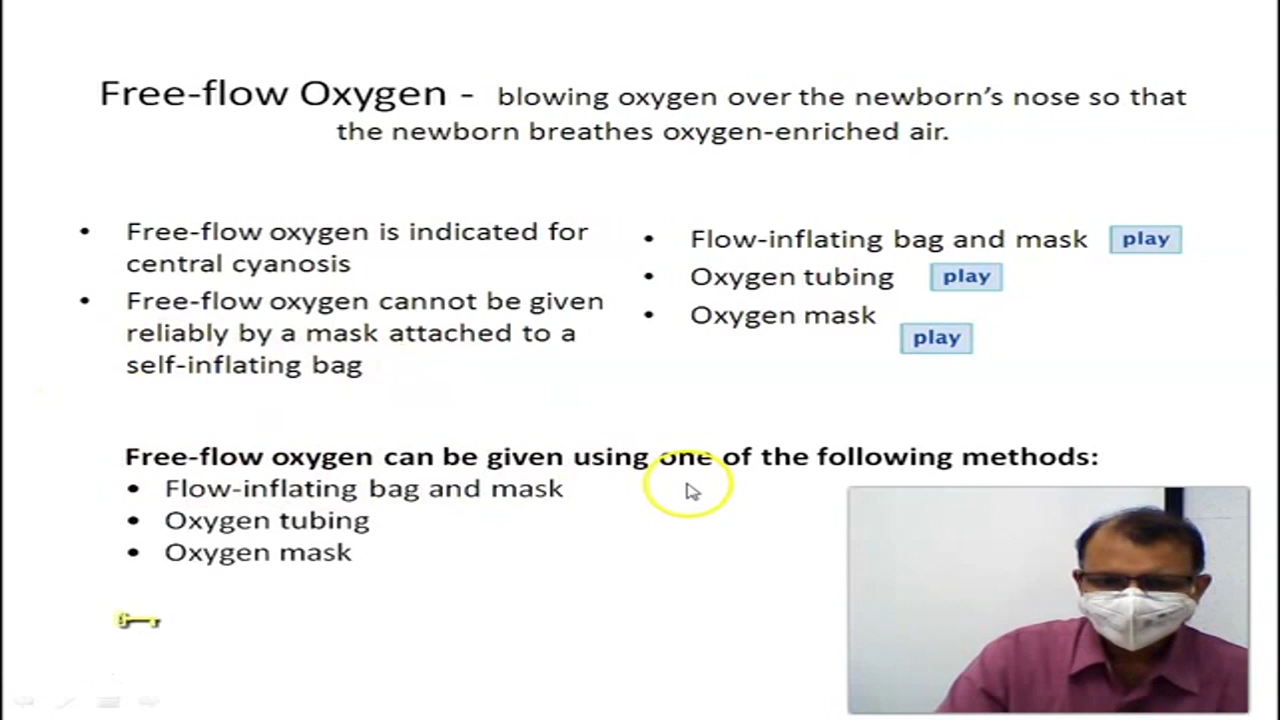 Free-flow Oxygen - blowing oxygen over the newborn's nose so that
the newborn breathes oxygen-enriched air.
• Free-flow oxygen is indicated for
central cyanosis
• Free-flow oxygen cannot be given
reliably by a mask attached to a
self-inflating bag
• Flow-inflating bag and mask play
• Oxygen tubing play
• Oxygen mask
play
Free-flow oxygen can be given using one of the following methods:
• Flow-inflating bag and mask
• Oxygen tubing
• Oxygen mask